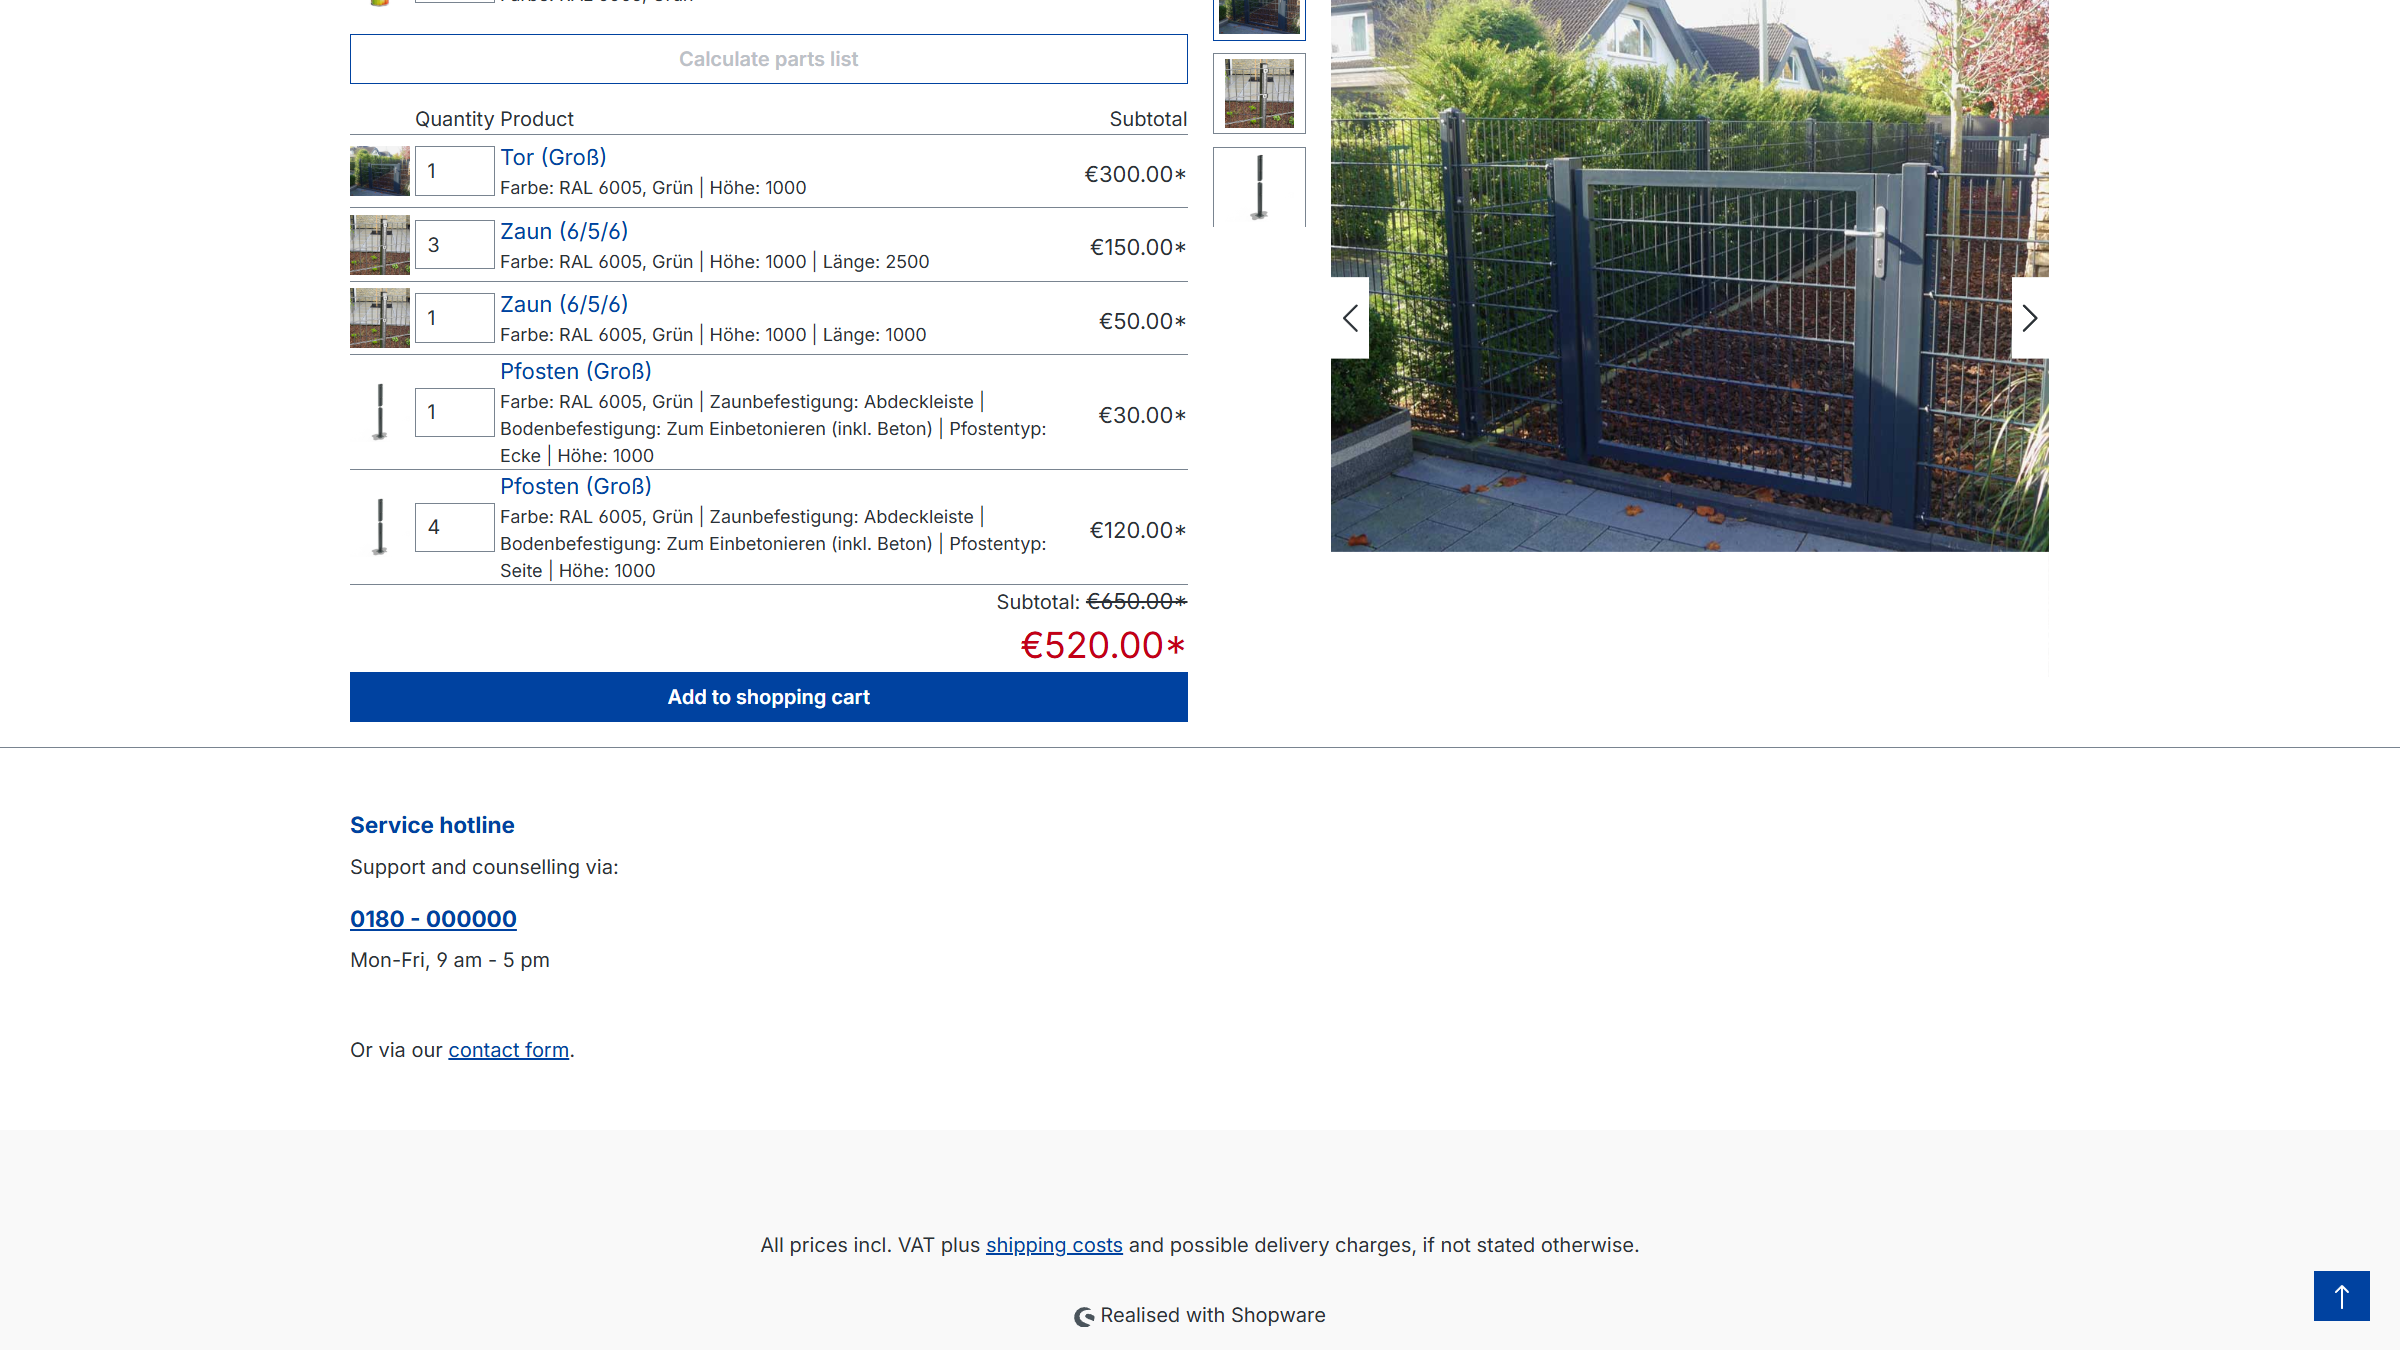 Calculate parts list
Quantity Product Subtotal
1 Tor (Groß) €300.00*
Farbe: RAL 6005, Grün | Höhe: 1000
3 Zaun (6/5/6) €150.00*
Farbe: RAL 6005, Grün | Höhe: 1000 | Länge: 2500
1 Zaun (6/5/6) €50.00*
Farbe: RAL 6005, Grün | Höhe: 1000 | Länge: 1000
Pfosten (Groß)
1 Farbe: RAL 6005, Grün | Zaunbefestigung: Abdeckleiste | €30.00*
Bodenbefestigung: Zum Einbetonieren (inkl. Beton) | Pfostentyp:
Ecke | Höhe: 1000
Pfosten (Groß)
4 Farbe: RAL 6005, Grün | Zaunbefestigung: Abdeckleiste | €120.00*
Bodenbefestigung: Zum Einbetonieren (inkl. Beton) | Pfostentyp:
Seite | Höhe: 1000
Subtotal: €650.00*
€520.00*
Add to shopping cart
Service hotline
Support and counselling via:
0180 - 000000
Mon-Fri, 9 am - 5 pm
Or via our contact form.
All prices incl. VAT plus shipping costs and possible delivery charges, if not stated otherwise.
Realised with Shopware